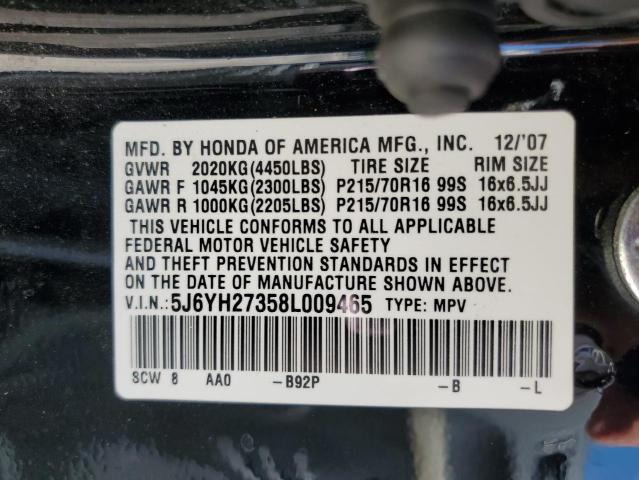 MFD. BY HONDA OF AMERICA MFG., INC. 12/'07
GVWR 2020KG(4450LBS) TIRE SIZE RIM SIZE
GAWR F 1045KG(2300LBS) P215/70R16 99S 16x6.5JJ
GAWR R 1000KG(2205LBS) P215/70R16 99S 16x6.5JJ
THIS VEHICLE CONFORMS TO ALL APPLICABLE
FEDERAL MOTOR VEHICLE SAFETY
AND THEFT PREVENTION STANDARDS IN EFFECT
ON THE DATE OF MANUFACTURE SHOWN ABOVE.
V.I.N.: 5J6YH27358L009465 TYPE: MPV
SCW 8 AA0 -B92P -B -L